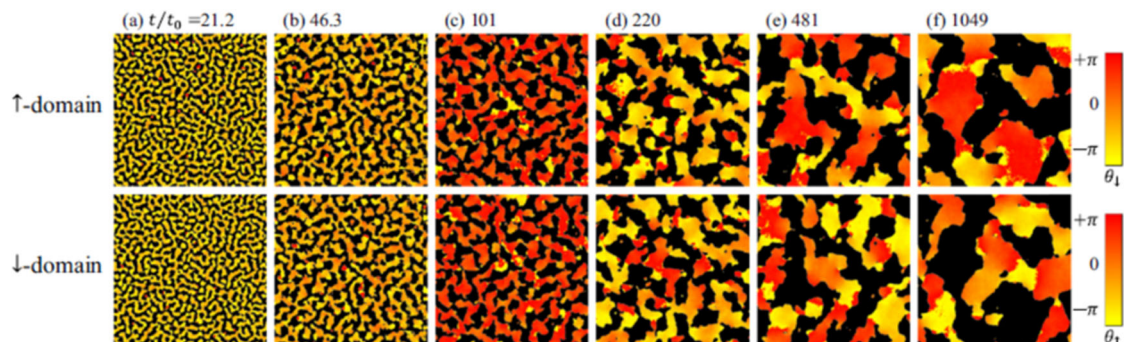 (a) t/t₀ =21.2 (b) 46.3 (c) 101 (d) 220 (e) 481 (f) 1049
↑-domain
+π
0
−π
θ↓
↓-domain
+π
0
−π
θ↑